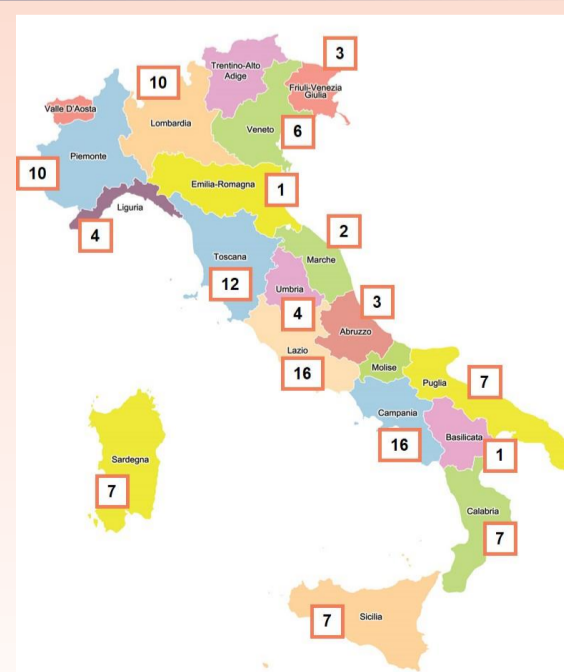 3
Trentino-Alto
Adige
10
Friuli-Venezia
Giulia
Valle D'Aosta
Lombardia
Veneto
6
Piemonte
10
Emilia-Romagna
1
Liguria
4
2
Toscana
Marche
12
Umbria
4
3
Abruzzo
Lazio
16
Molise
Puglia
7
Campania
16
Basilicata
1
Sardegna
7
Calabria
7
7
Sicilia